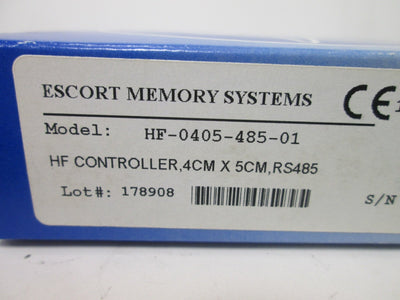 ESCORT MEMORY SYSTEMS CE
Model: HF-0405-485-01
HF CONTROLLER,4CM X 5CM,RS485
Lot#: 178908 S/N